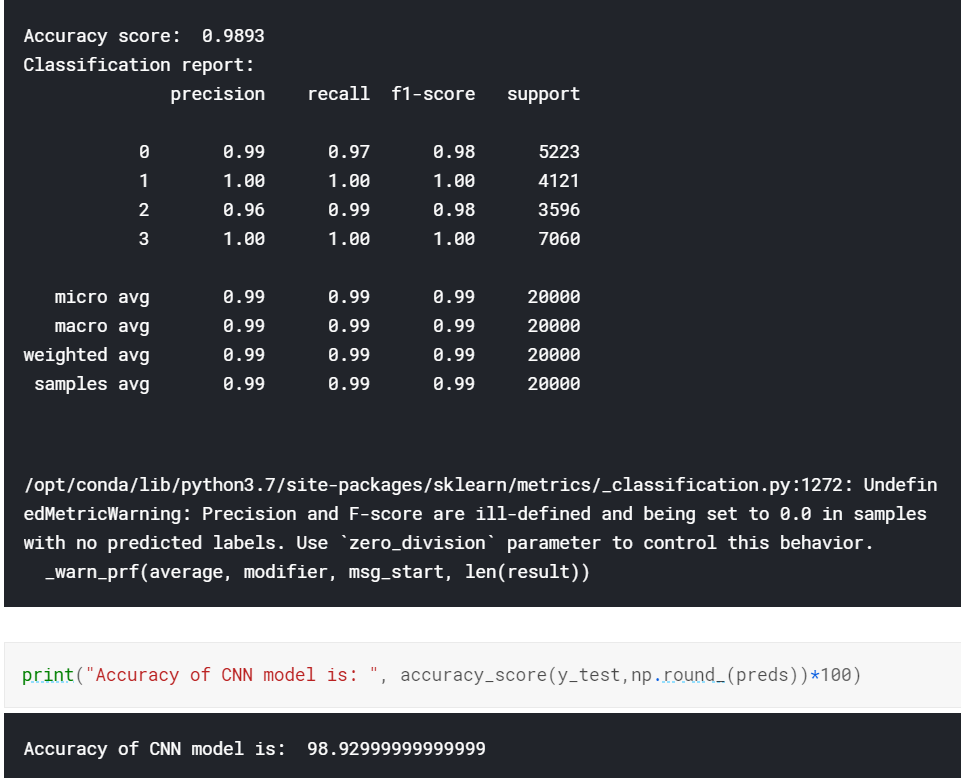 Accuracy score:  0.9893
Classification report:
              precision    recall  f1-score   support

           0       0.99      0.97      0.98      5223
           1       1.00      1.00      1.00      4121
           2       0.96      0.99      0.98      3596
           3       1.00      1.00      1.00      7060

   micro avg       0.99      0.99      0.99     20000
   macro avg       0.99      0.99      0.99     20000
weighted avg       0.99      0.99      0.99     20000
 samples avg       0.99      0.99      0.99     20000

/opt/conda/lib/python3.7/site-packages/sklearn/metrics/_classification.py:1272: Undefin
edMetricWarning: Precision and F-score are ill-defined and being set to 0.0 in samples
with no predicted labels. Use `zero_division` parameter to control this behavior.
  _warn_prf(average, modifier, msg_start, len(result))
print("Accuracy of CNN model is: ", accuracy_score(y_test,np.round_(preds))*100)
Accuracy of CNN model is:  98.92999999999999